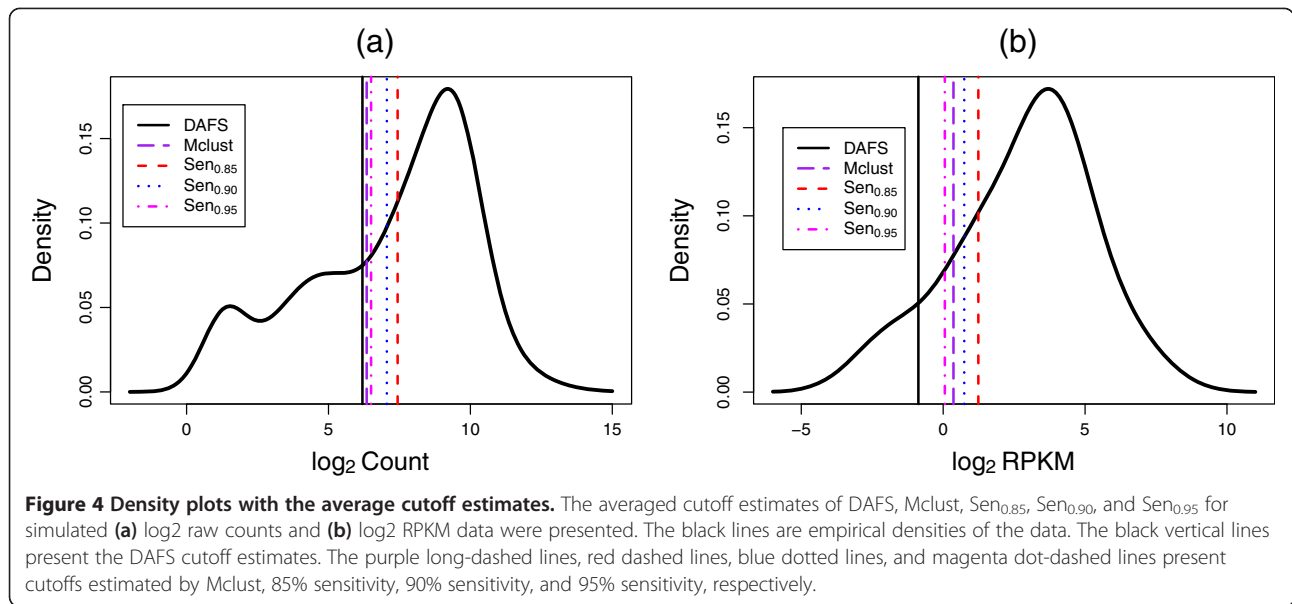 (a)
DAFS
Mclust
Sen0.85
Sen0.90
Sen0.95
Density
0.00 0.05 0.10 0.15
0 5 10 15
log2 Count
(b)
DAFS
Mclust
Sen0.85
Sen0.90
Sen0.95
Density
0.00 0.05 0.10 0.15
−5 0 5 10
log2 RPKM
Figure 4 Density plots with the average cutoff estimates. The averaged cutoff estimates of DAFS, Mclust, Sen0.85, Sen0.90, and Sen0.95 for
simulated (a) log2 raw counts and (b) log2 RPKM data were presented. The black lines are empirical densities of the data. The black vertical lines
present the DAFS cutoff estimates. The purple long-dashed lines, red dashed lines, blue dotted lines, and magenta dot-dashed lines present
cutoffs estimated by Mclust, 85% sensitivity, 90% sensitivity, and 95% sensitivity, respectively.